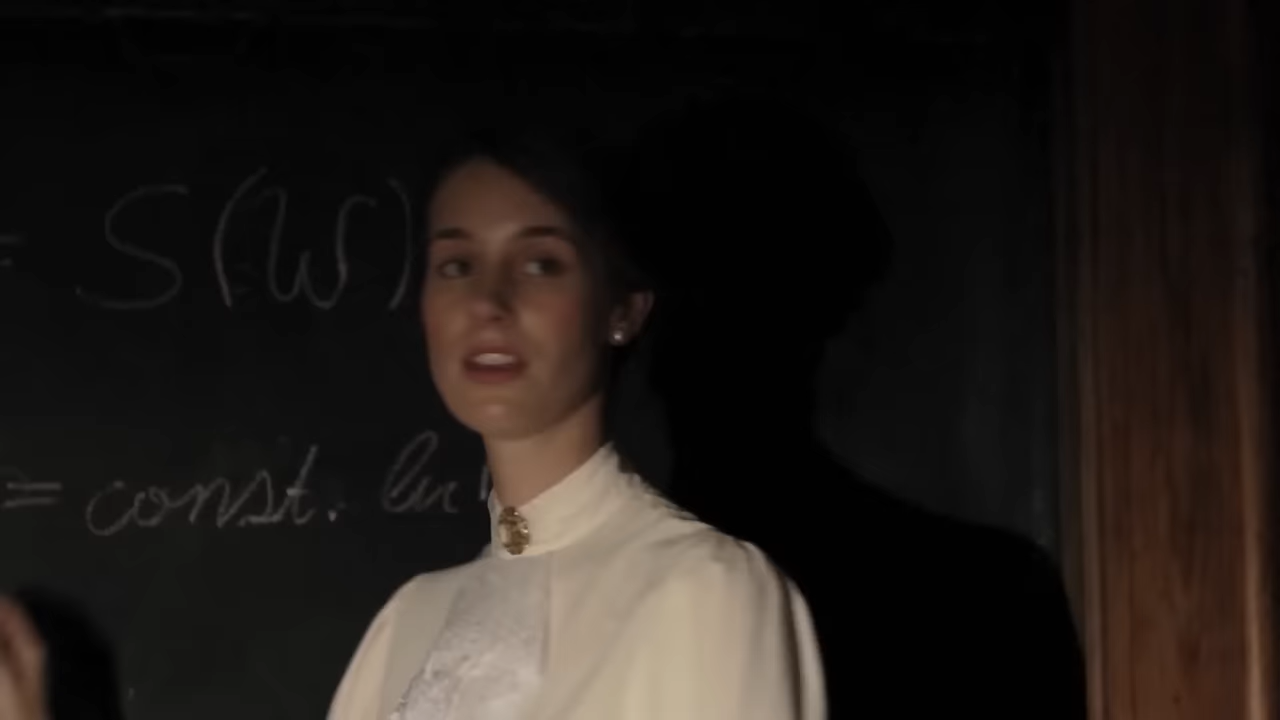 = S(W)
= const. ln